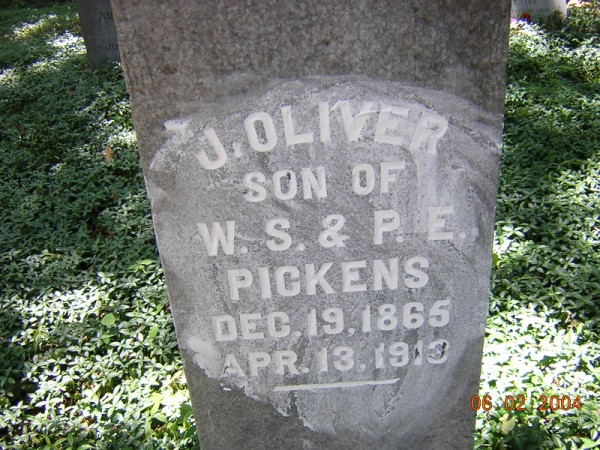 J. OLIVER
SON OF
W. S. & P. E.
PICKENS
DEC. 19, 1865
APR. 13, 1913
06 02 2004